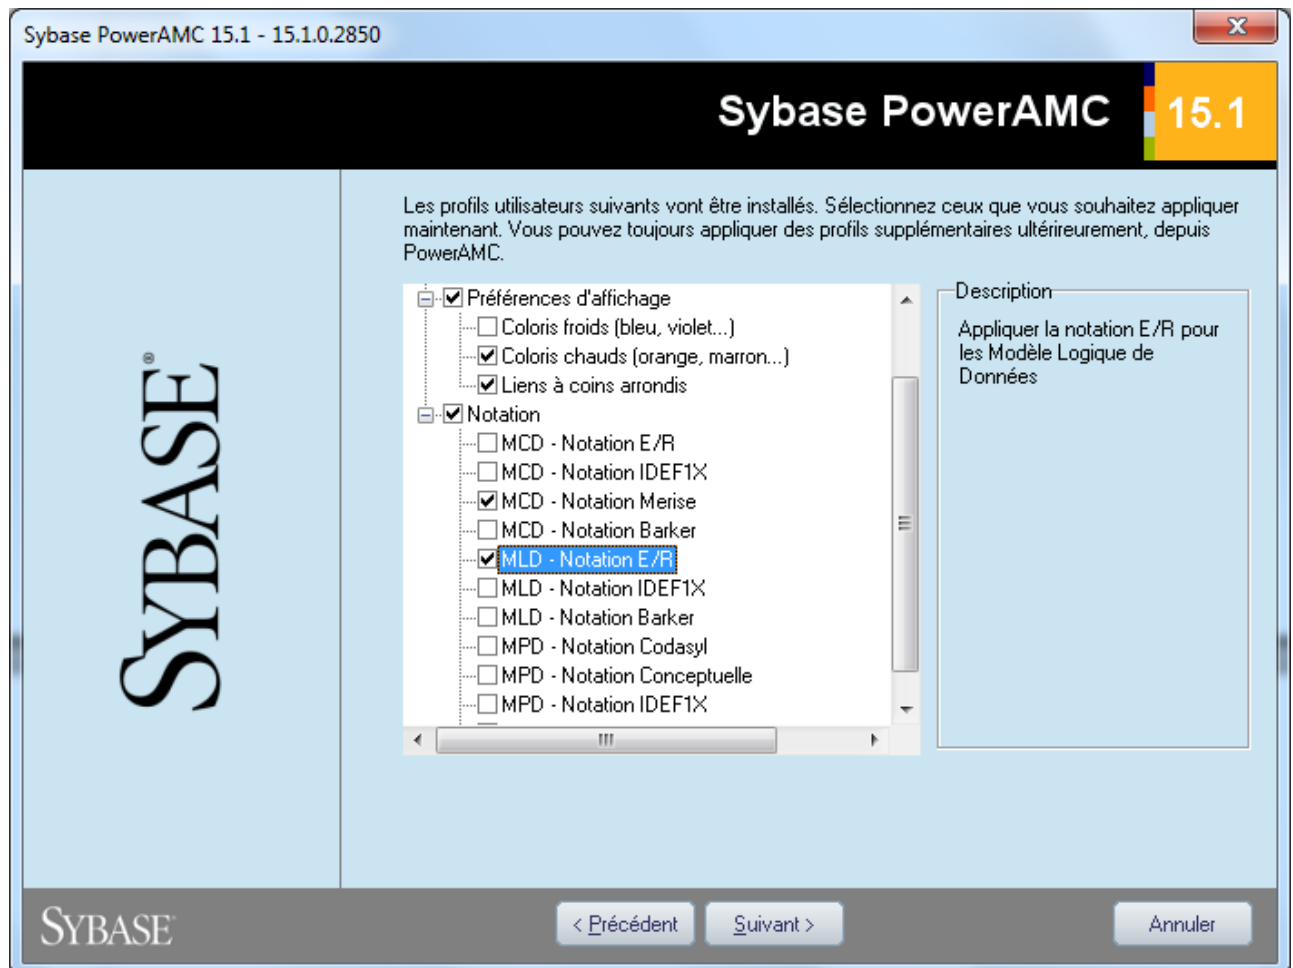 Sybase PowerAMC 15.1 - 15.1.0.2850
Sybase PowerAMC
15.1
Les profils utilisateurs suivants vont être installés. Sélectionnez ceux que vous souhaitez appliquer
maintenant. Vous pouvez toujours appliquer des profils supplémentaires ultérireurement, depuis
PowerAMC.
Préférences d'affichage
Coloris froids (bleu, violet...)
Coloris chauds (orange, marron...)
Liens à coins arrondis
Notation
MCD - Notation E/R
MCD - Notation IDEF1X
MCD - Notation Merise
MCD - Notation Barker
MLD - Notation E/R
MLD - Notation IDEF1X
MLD - Notation Barker
MPD - Notation Codasyl
MPD - Notation Conceptuelle
MPD - Notation IDEF1X
Description
Appliquer la notation E/R pour
les Modèle Logique de
Données
SYBASE®
SYBASE
< Précédent
Suivant >
Annuler